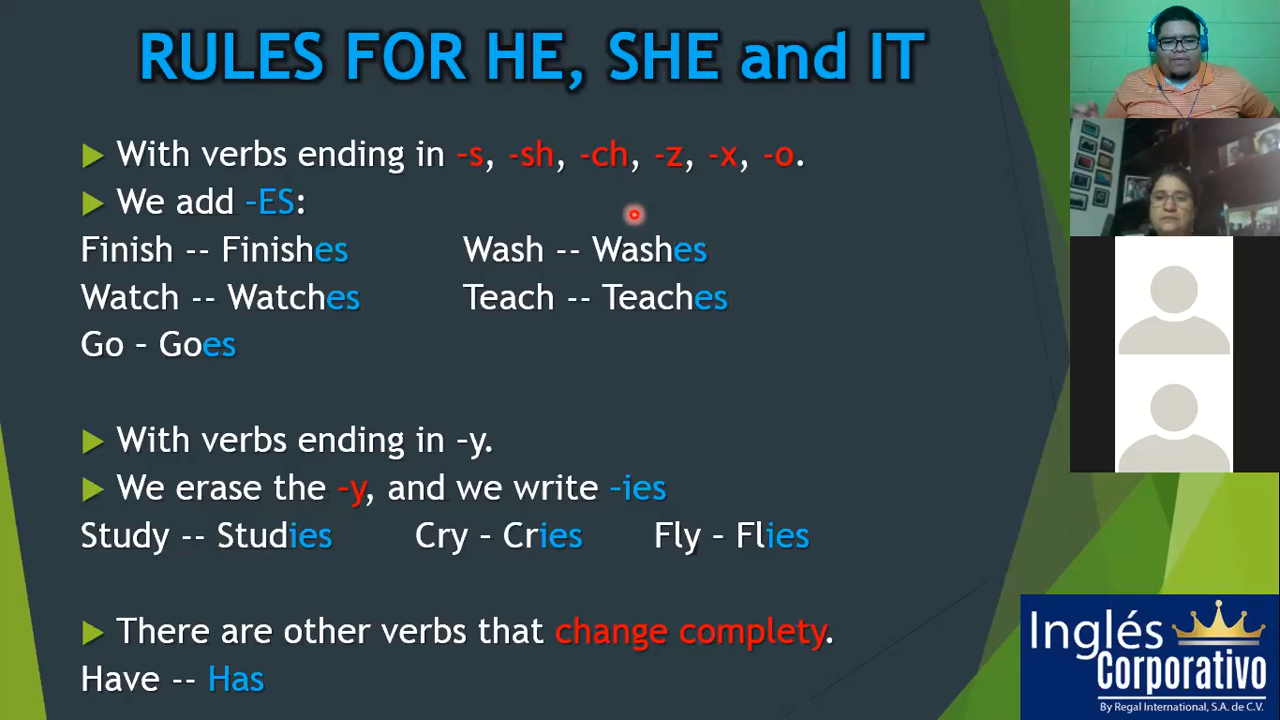 RULES FOR HE, SHE and IT
With verbs ending in -s, -sh, -ch, -z, -x, -o.
We add -ES:
Finish -- Finishes Wash -- Washes
Watch -- Watches Teach -- Teaches
Go – Goes
With verbs ending in -y.
We erase the -y, and we write -ies
Study -- Studies Cry – Cries Fly – Flies
There are other verbs that change complety.
Have -- Has
Inglés
Corporativo
By Regal International, S.A. de C.V.